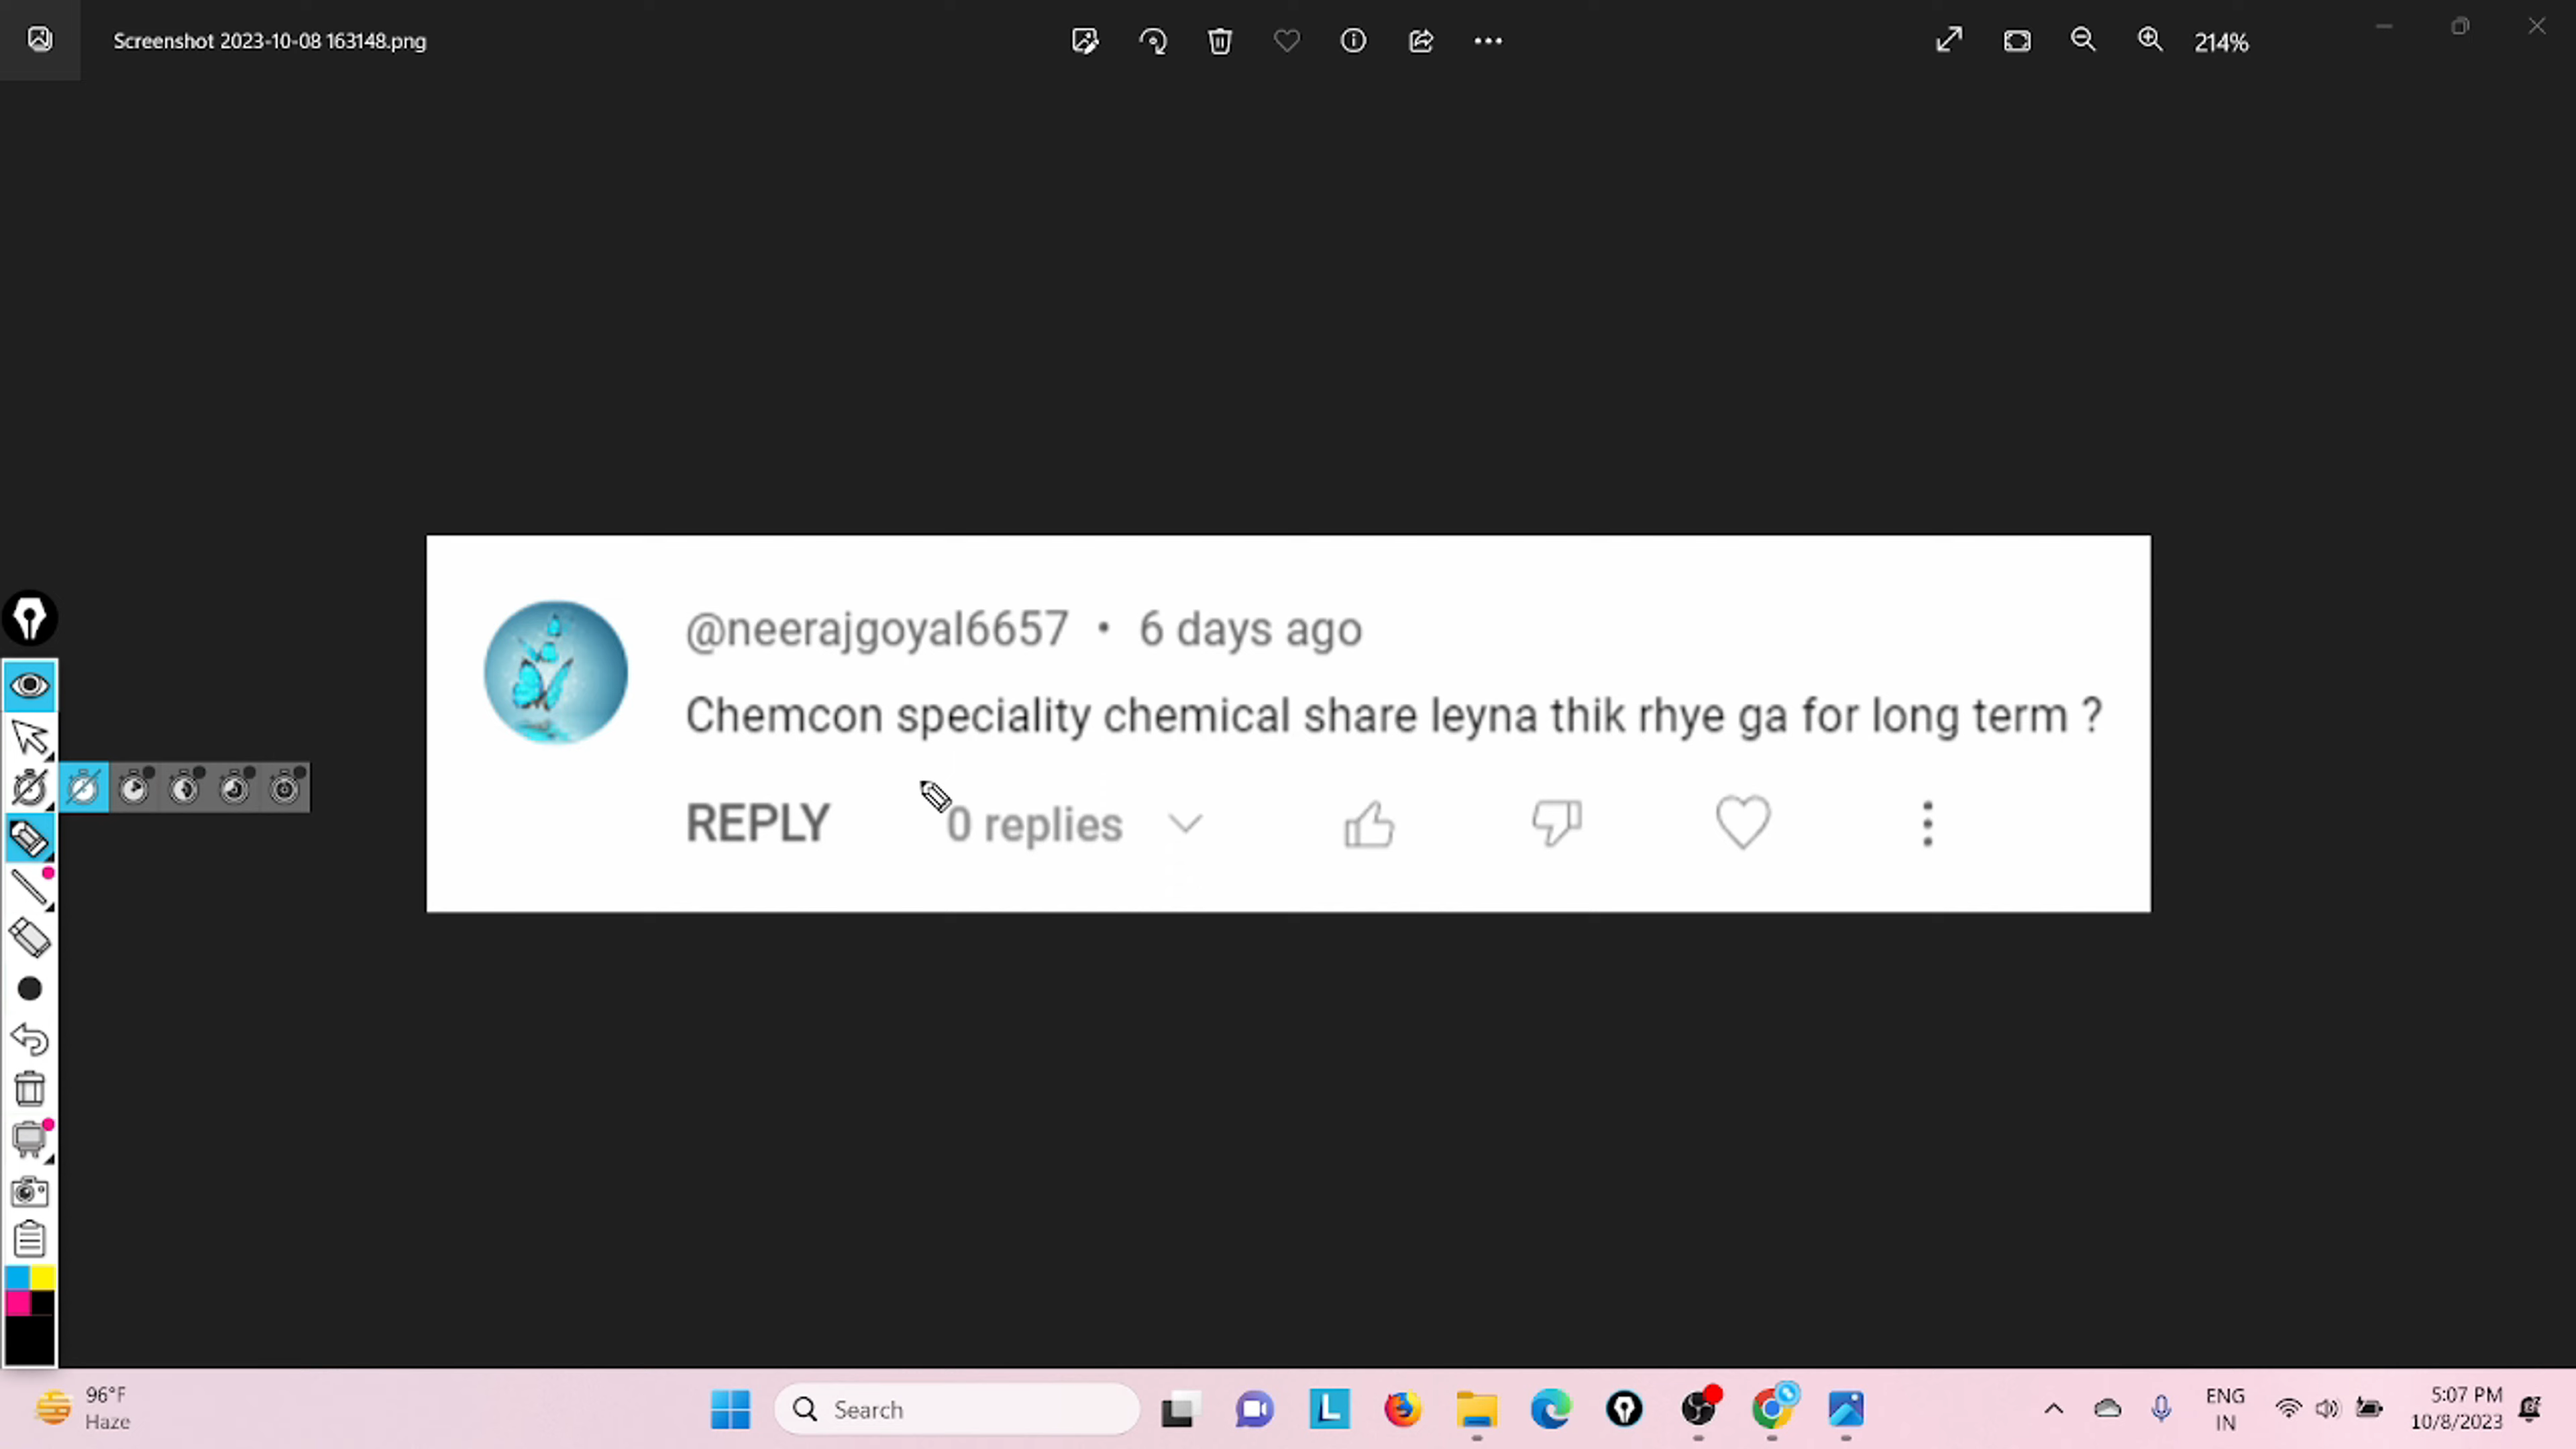 Screenshot 2023-10-08 163148.png
214%
@neerajgoyal6657 • 6 days ago
Chemcon speciality chemical share leyna thik rhye ga for long term ?
REPLY 0 replies
96°F
Haze
Search
ENG
IN
5:07 PM
10/8/2023